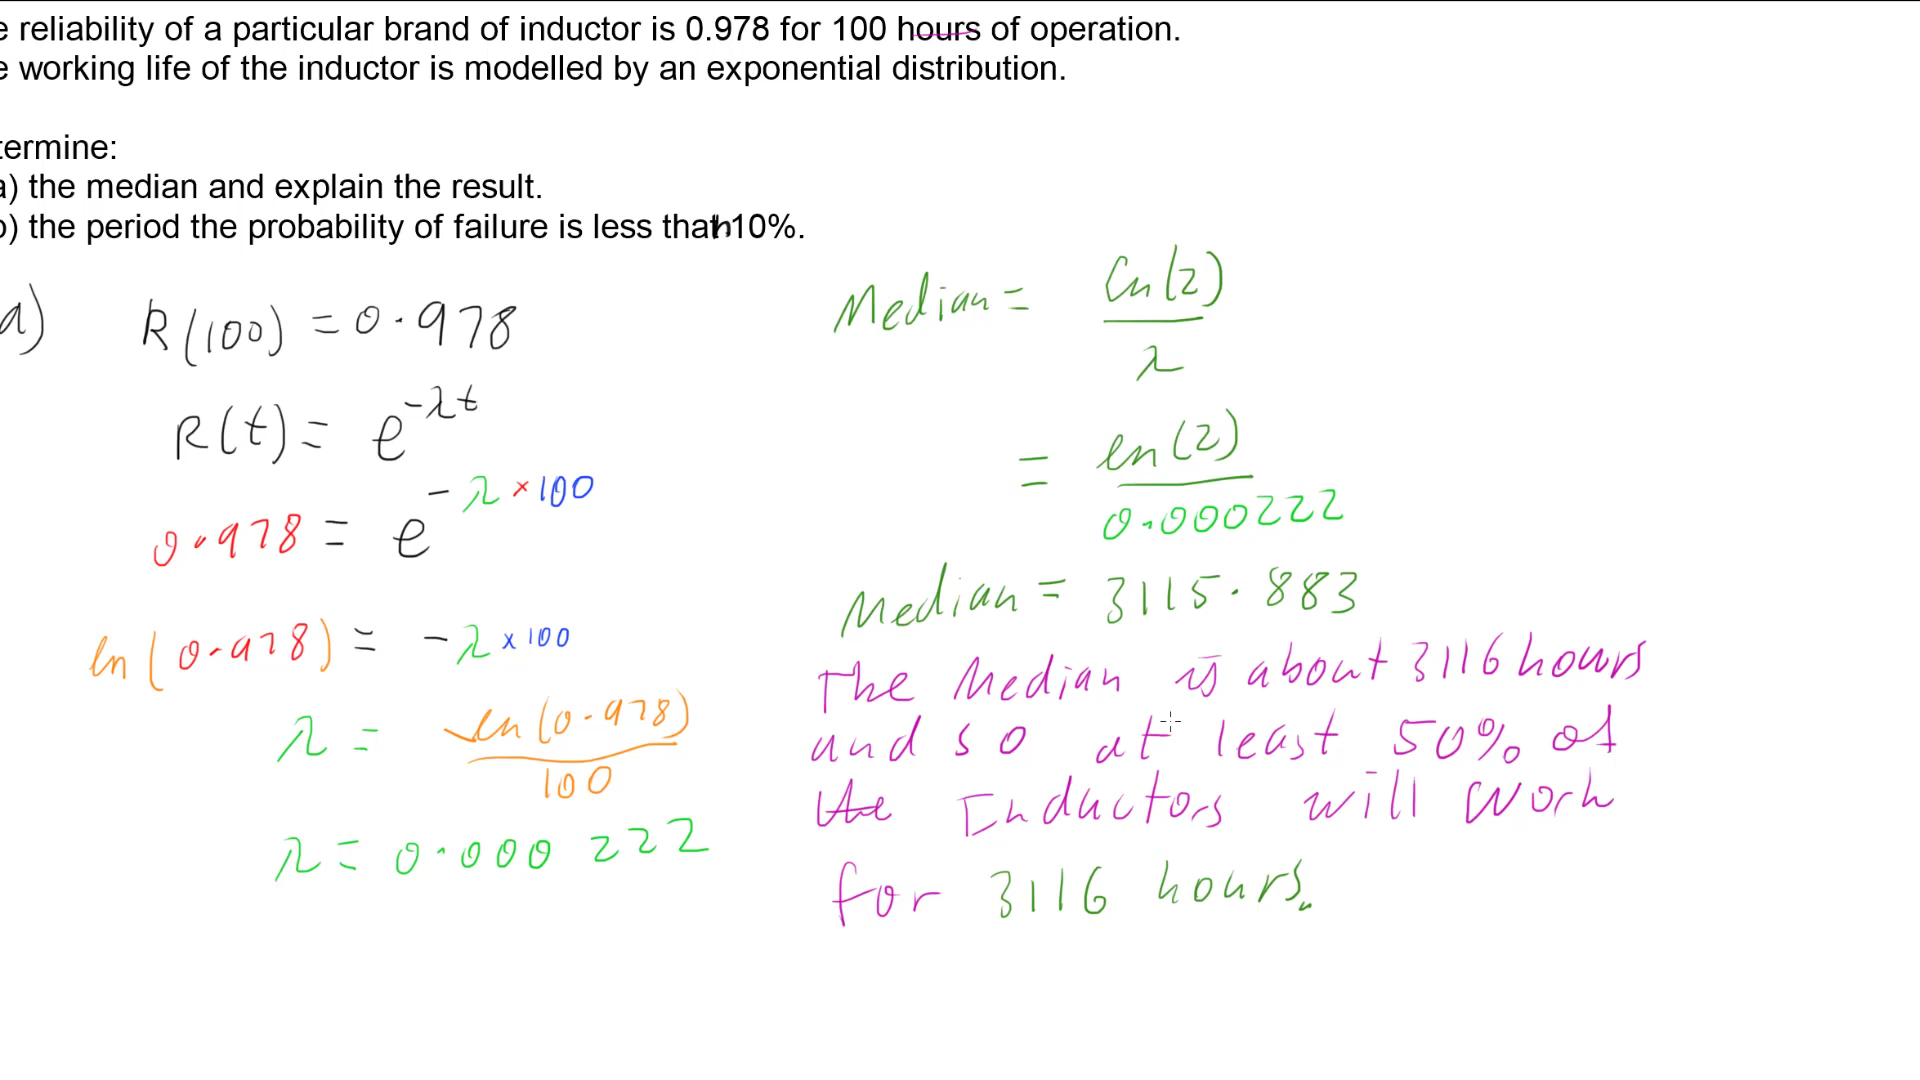 e reliability of a particular brand of inductor is 0.978 for 100 hours of operation.
e working life of the inductor is modelled by an exponential distribution.
termine:
a) the median and explain the result.
b) the period the probability of failure is less than 10%.
a) R(100) = 0.978
R(t) = e^-λt
0.978 = e^-λ×100
ln(0.978) = -λ×100
λ = ln(0.978)/100
λ = 0.000 222
Median = ln(2)/λ
= ln(2)/0.000222
Median = 3115.883
The Median is about 3116 hours
and so at least 50% of
the Inductors will work
for 3116 hours.